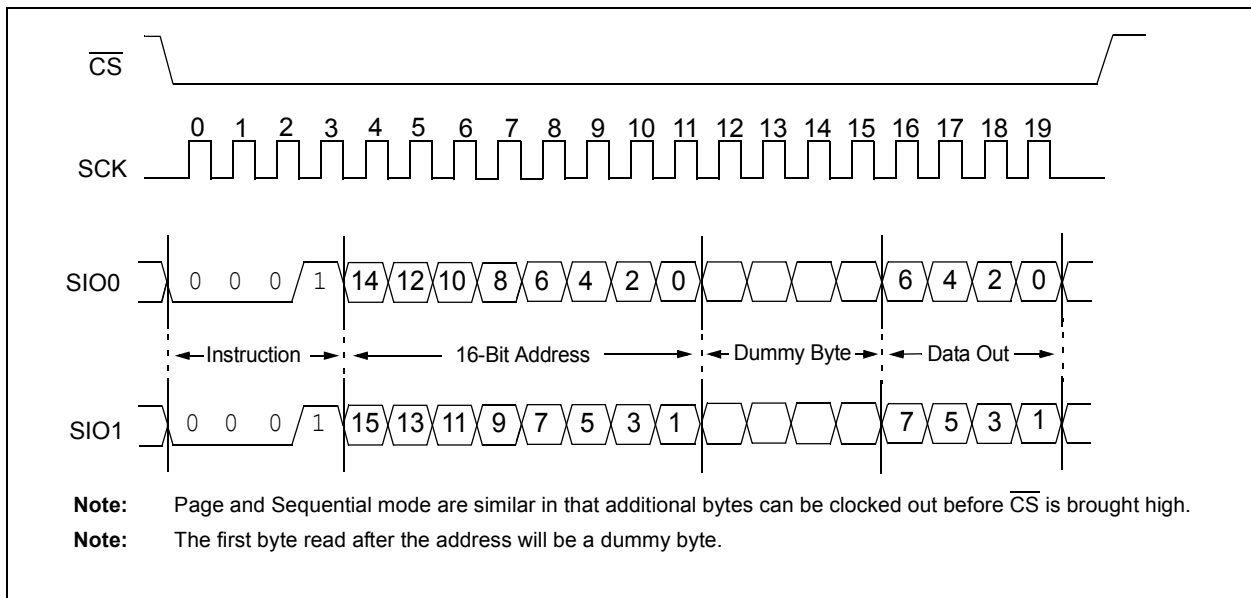 CS
0 1 2 3 4 5 6 7 8 9 10 11 12 13 14 15 16 17 18 19
SCK
SIO0 0 0 0 1 14 12 10 8 6 4 2 0 6 4 2 0
Instruction 16-Bit Address Dummy Byte Data Out
SIO1 0 0 0 1 15 13 11 9 7 5 3 1 7 5 3 1
Note: Page and Sequential mode are similar in that additional bytes can be clocked out before CS is brought high.
Note: The first byte read after the address will be a dummy byte.